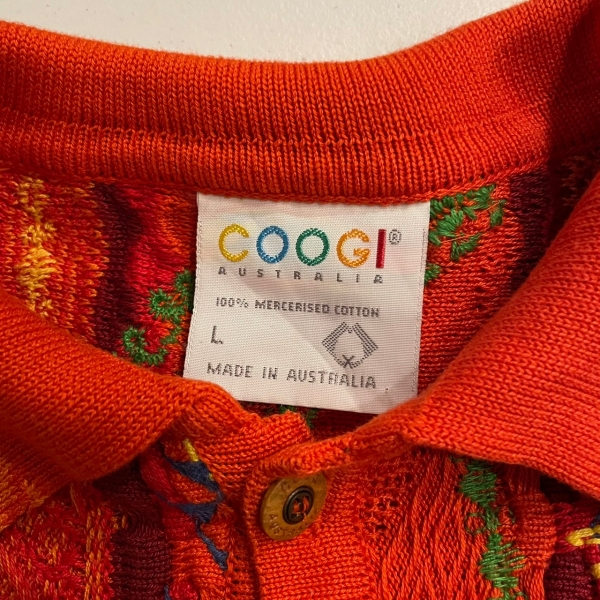 COOGI®
AUSTRALIA
100% MERCERISED COTTON
L
MADE IN AUSTRALIA